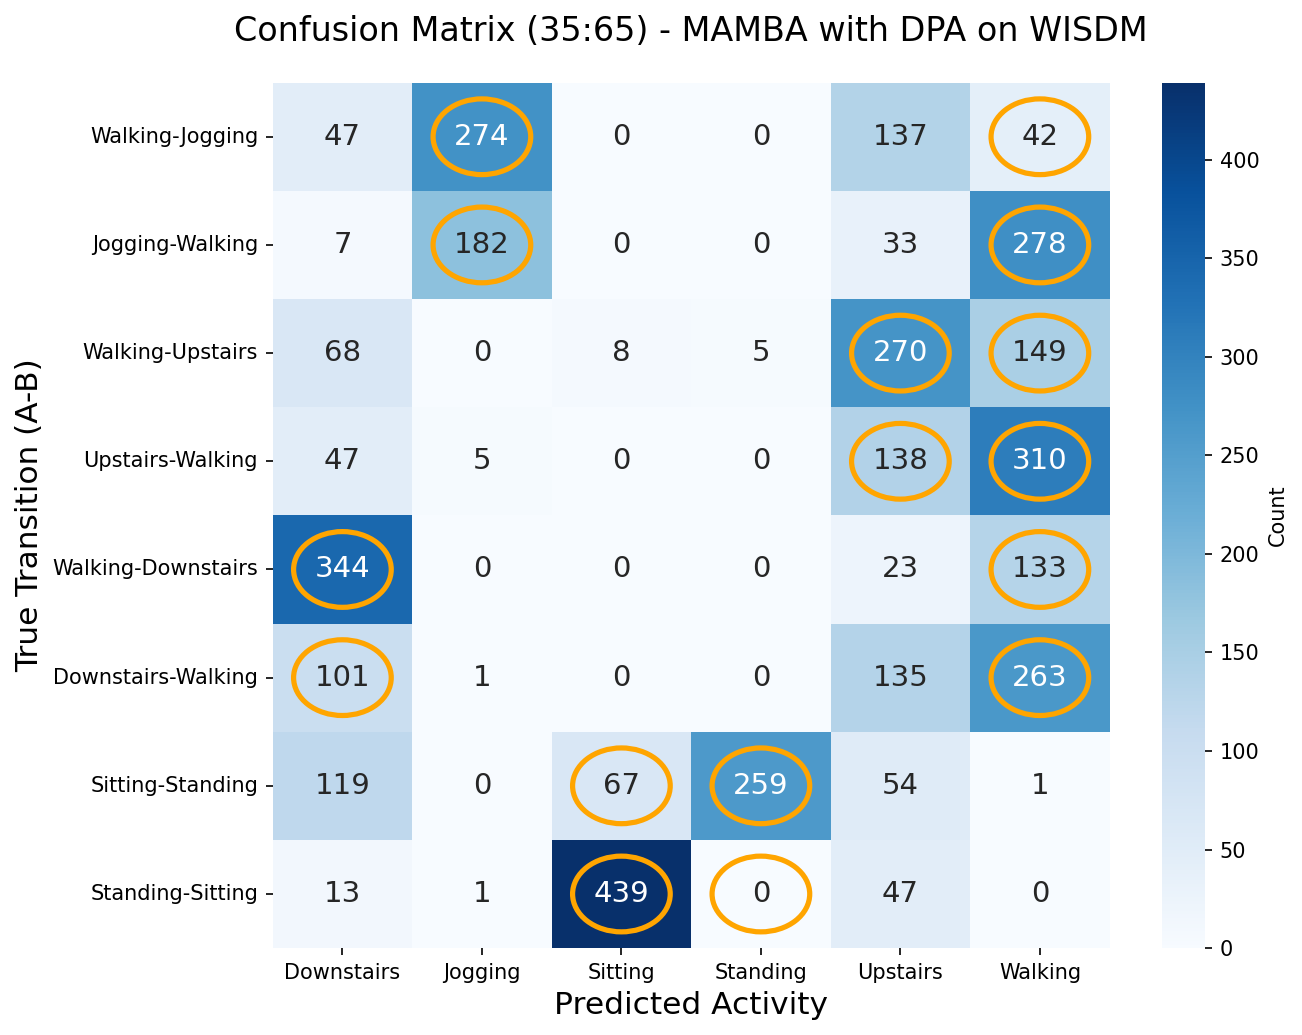 Confusion Matrix (35:65) - MAMBA with DPA on WISDM
True Transition (A-B)
Walking-Jogging 47 274 0 0 137 42
Jogging-Walking 7 182 0 0 33 278
Walking-Upstairs 68 0 8 5 270 149
Upstairs-Walking 47 5 0 0 138 310
Walking-Downstairs 344 0 0 0 23 133
Downstairs-Walking 101 1 0 0 135 263
Sitting-Standing 119 0 67 259 54 1
Standing-Sitting 13 1 439 0 47 0
Downstairs Jogging Sitting Standing Upstairs Walking
Predicted Activity
400
350
300
250
200
150
100
50
0
Count